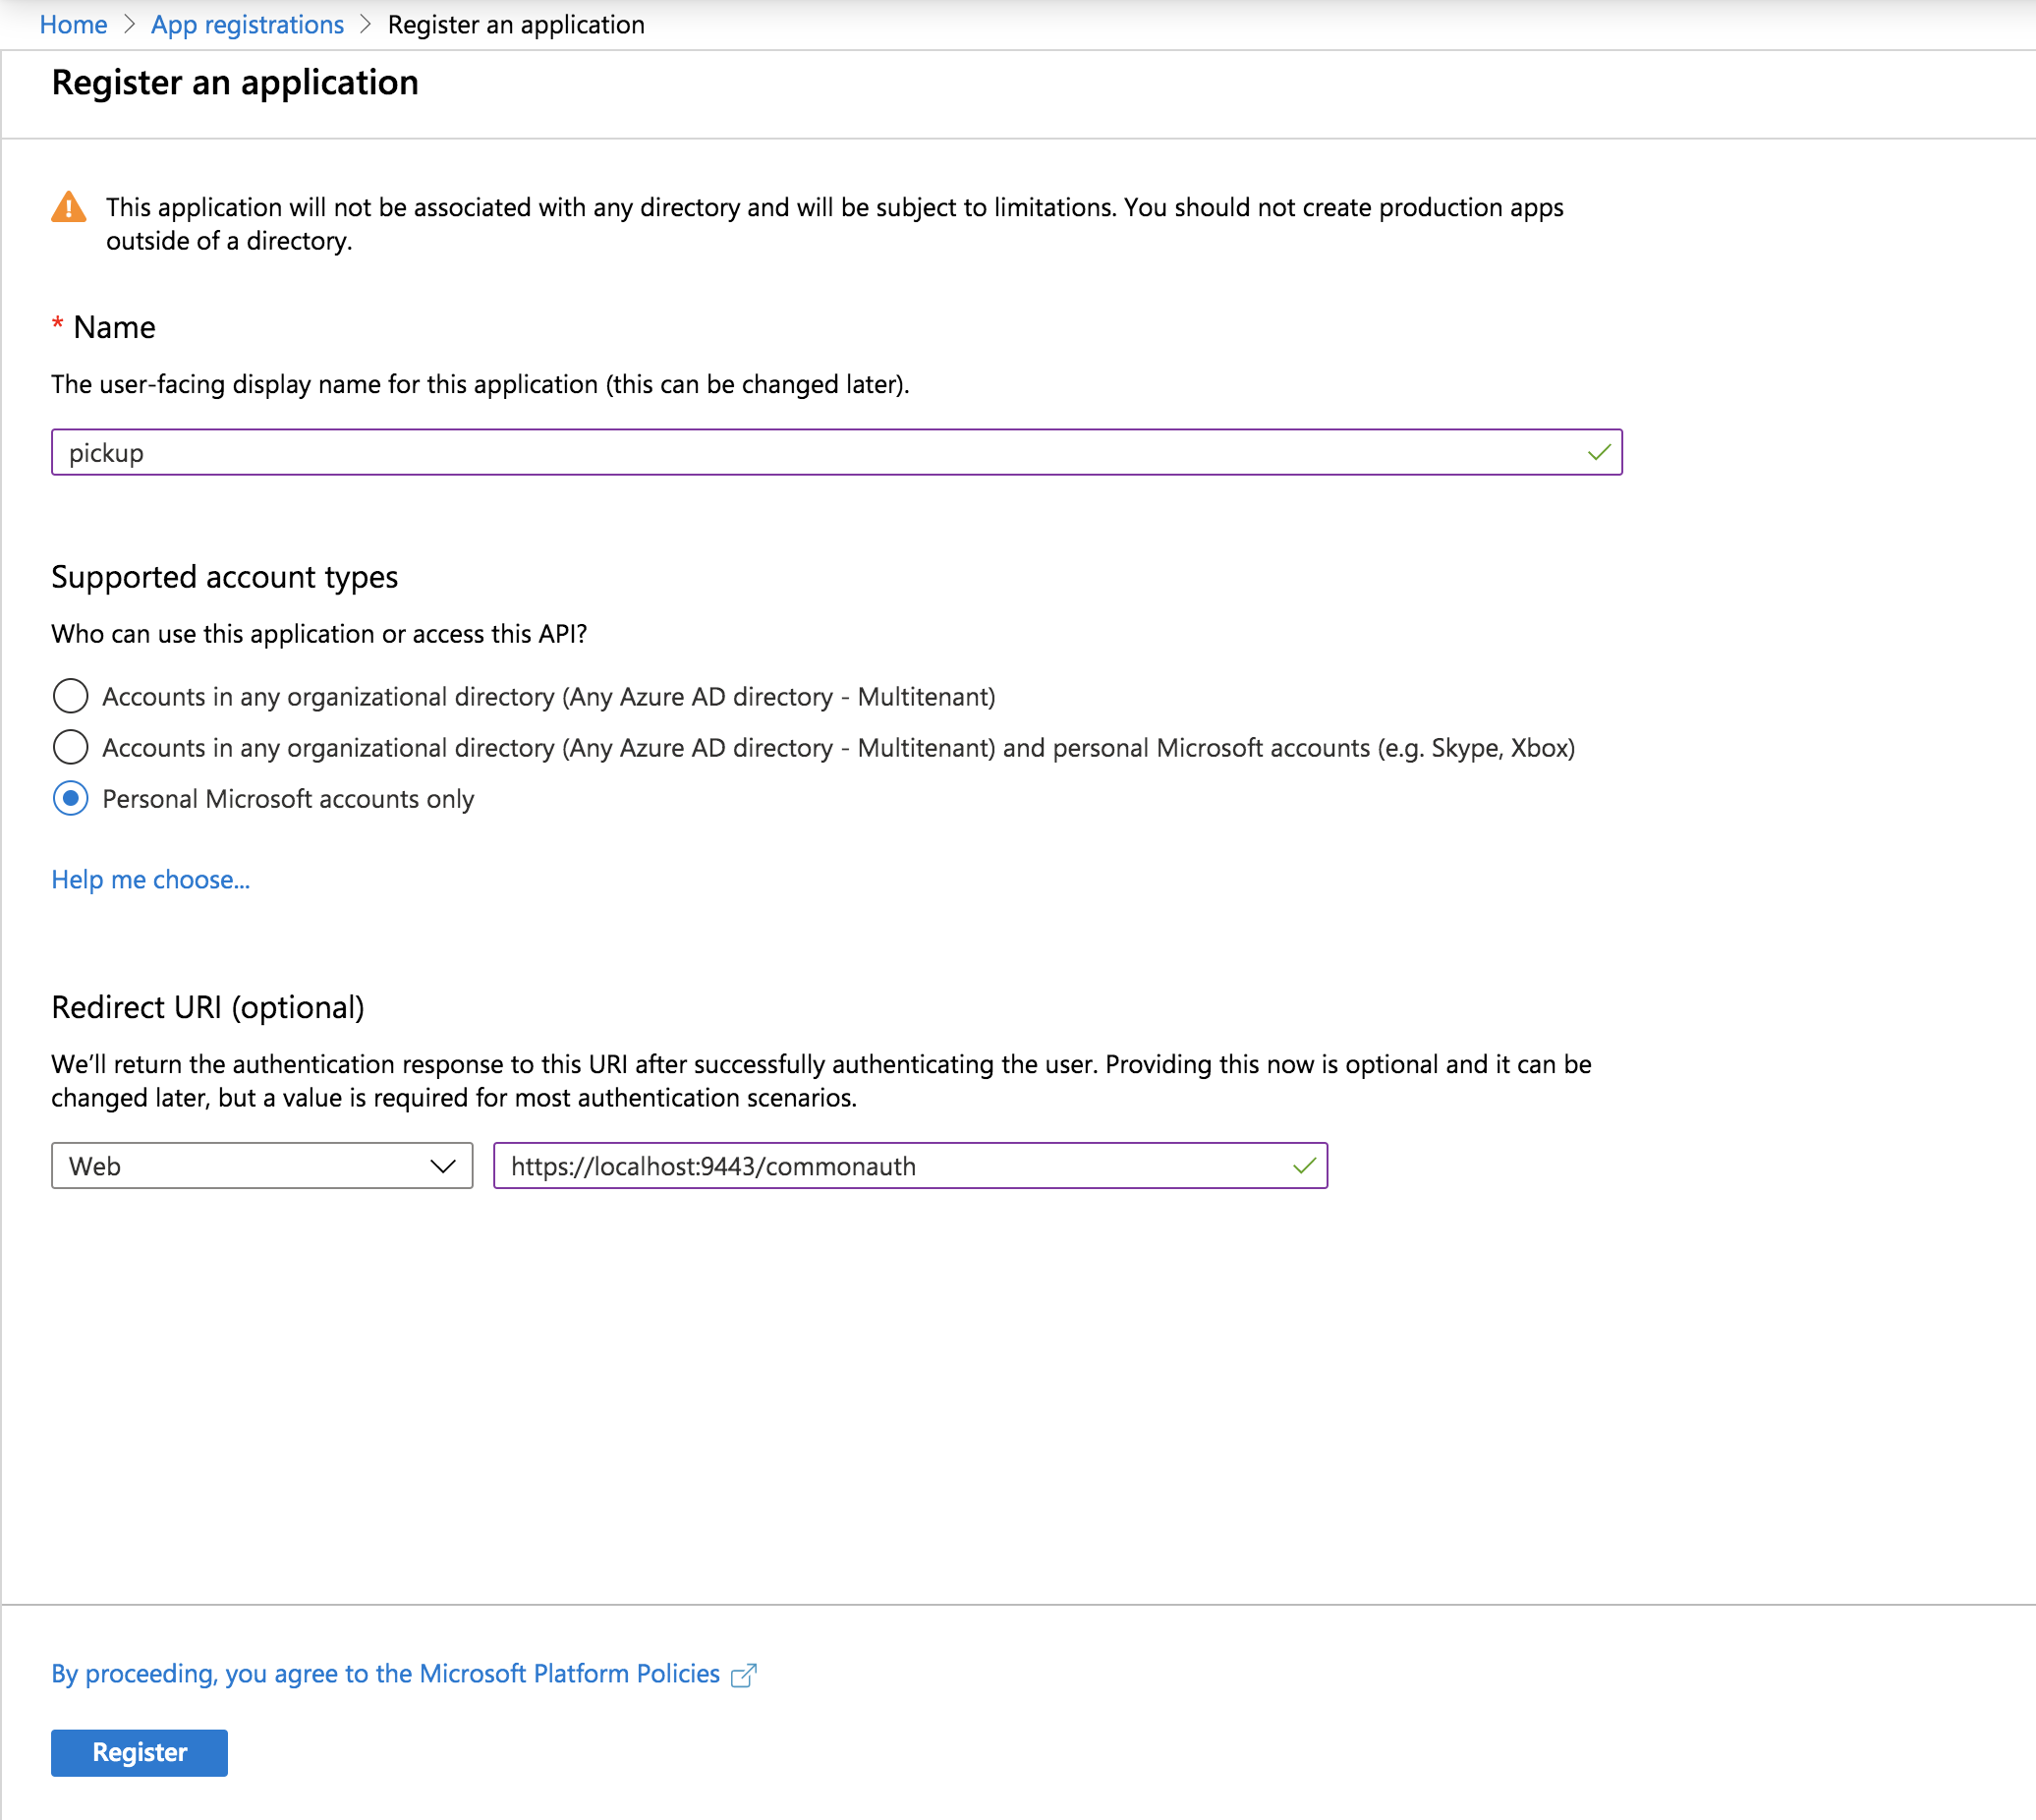 Home > App registrations > Register an application
Register an application
This application will not be associated with any directory and will be subject to limitations. You should not create production apps
outside of a directory.
* Name
The user-facing display name for this application (this can be changed later).
pickup
Supported account types
Who can use this application or access this API?
Accounts in any organizational directory (Any Azure AD directory - Multitenant)
Accounts in any organizational directory (Any Azure AD directory - Multitenant) and personal Microsoft accounts (e.g. Skype, Xbox)
Personal Microsoft accounts only
Help me choose...
Redirect URI (optional)
We’ll return the authentication response to this URI after successfully authenticating the user. Providing this now is optional and it can be
changed later, but a value is required for most authentication scenarios.
Web https://localhost:9443/commonauth
By proceeding, you agree to the Microsoft Platform Policies
Register